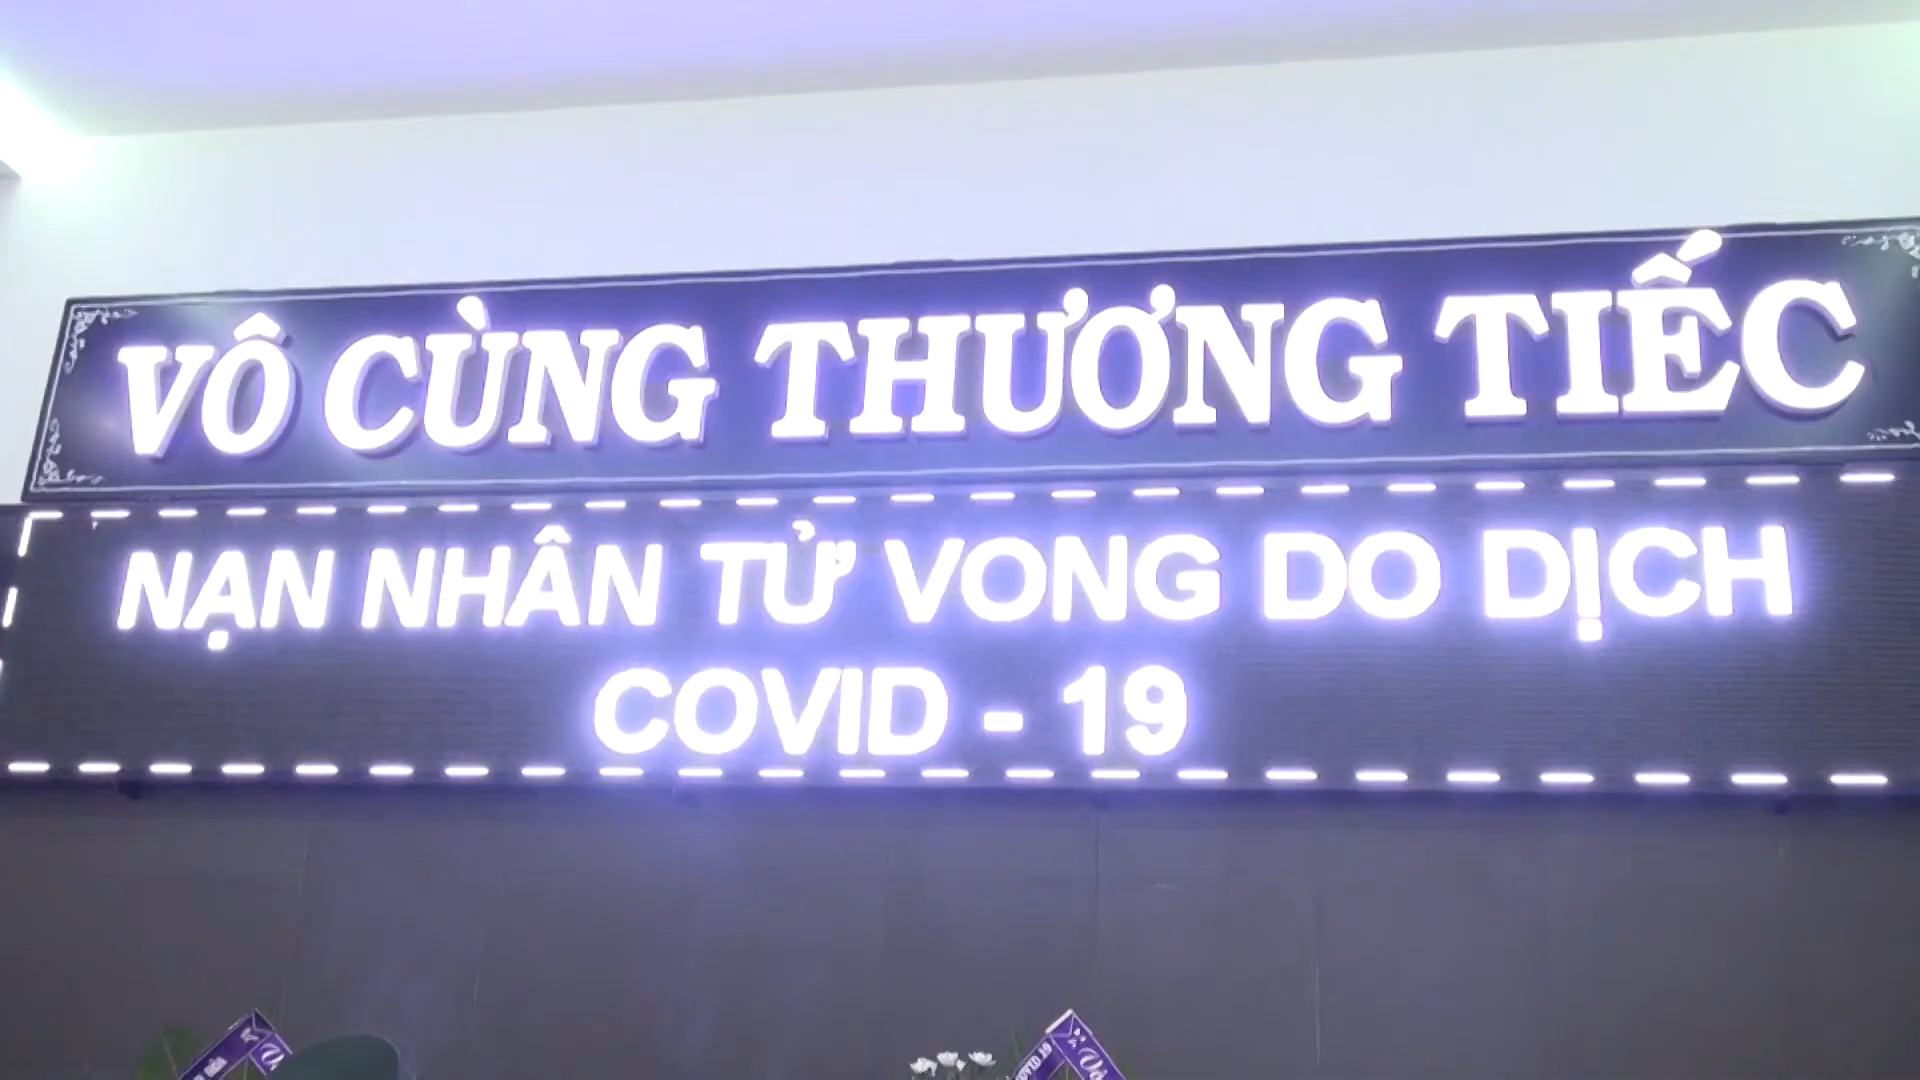 VÔ CÙNG THƯƠNG TIẾC
NẠN NHÂN TỬ VONG DO DỊCH
COVID - 19